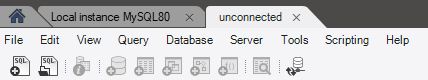 Local instance MySQL80 × unconnected ×
File Edit View Query Database Server Tools Scripting Help
SQL SQL